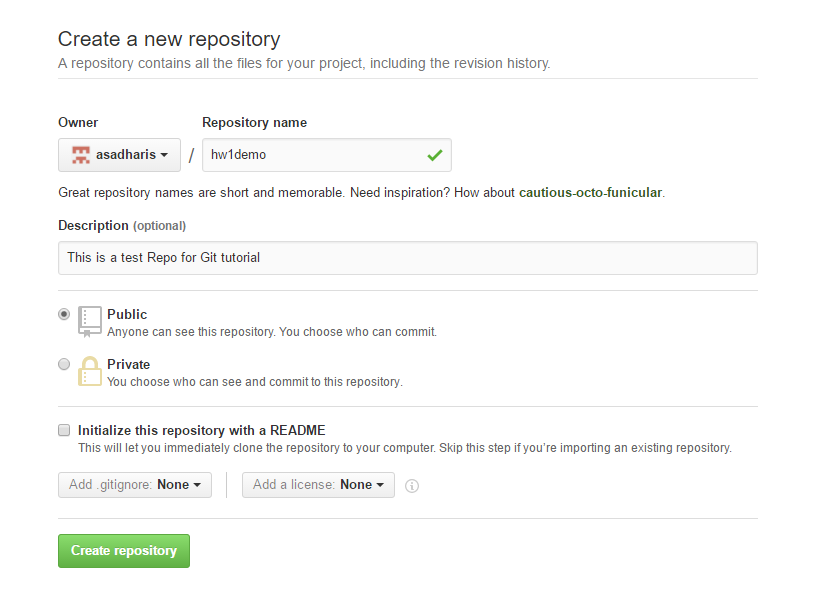 Create a new repository
A repository contains all the files for your project, including the revision history.
Owner
Repository name
asadharis / hw1demo
Great repository names are short and memorable. Need inspiration? How about cautious-octo-funicular.
Description (optional)
This is a test Repo for Git tutorial
Public
Anyone can see this repository. You choose who can commit.
Private
You choose who can see and commit to this repository.
Initialize this repository with a README
This will let you immediately clone the repository to your computer. Skip this step if you’re importing an existing repository.
Add .gitignore: None
Add a license: None
Create repository